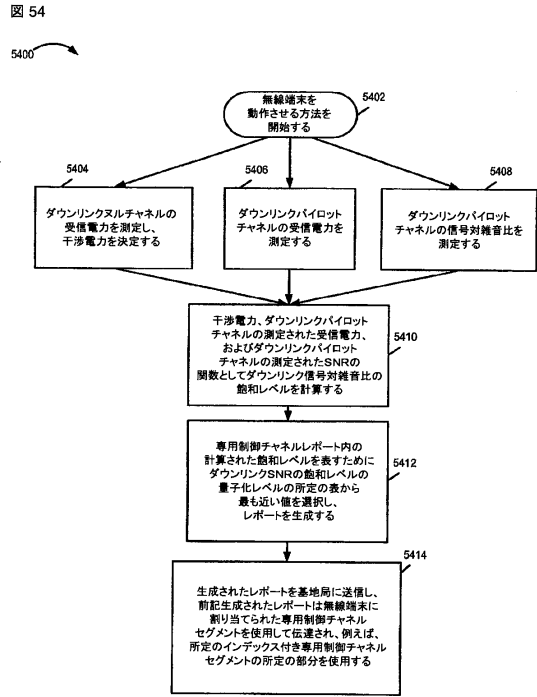 図 54
5400
無線端末を
動作させる方法を
開始する
5402
5404
ダウンリンクヌルチャネルの
受信電力を測定し、
干渉電力を決定する
5406
ダウンリンクパイロット
チャネルの受信電力を
測定する
5408
ダウンリンクパイロット
チャネルの信号対雑音比を
測定する
干渉電力、ダウンリンクパイロット
チャネルの測定された受信電力、
およびダウンリンクパイロット
チャネルの測定されたSNRの
関数としてダウンリンク信号対雑音比の
飽和レベルを計算する
5410
専用制御チャネルレポート内の
計算された飽和レベルを表すために
ダウンリンクSNRの飽和レベルの
量子化レベルの所定の表から
最も近い値を選択し、
レポートを生成する
5412
5414
生成されたレポートを基地局に送信し、
前記生成されたレポートは無線端末に
割り当てられた専用制御チャネル
セグメントを使用して伝達され、例えば、
所定のインデックス付き専用制御チャネル
セグメントの所定の部分を使用する